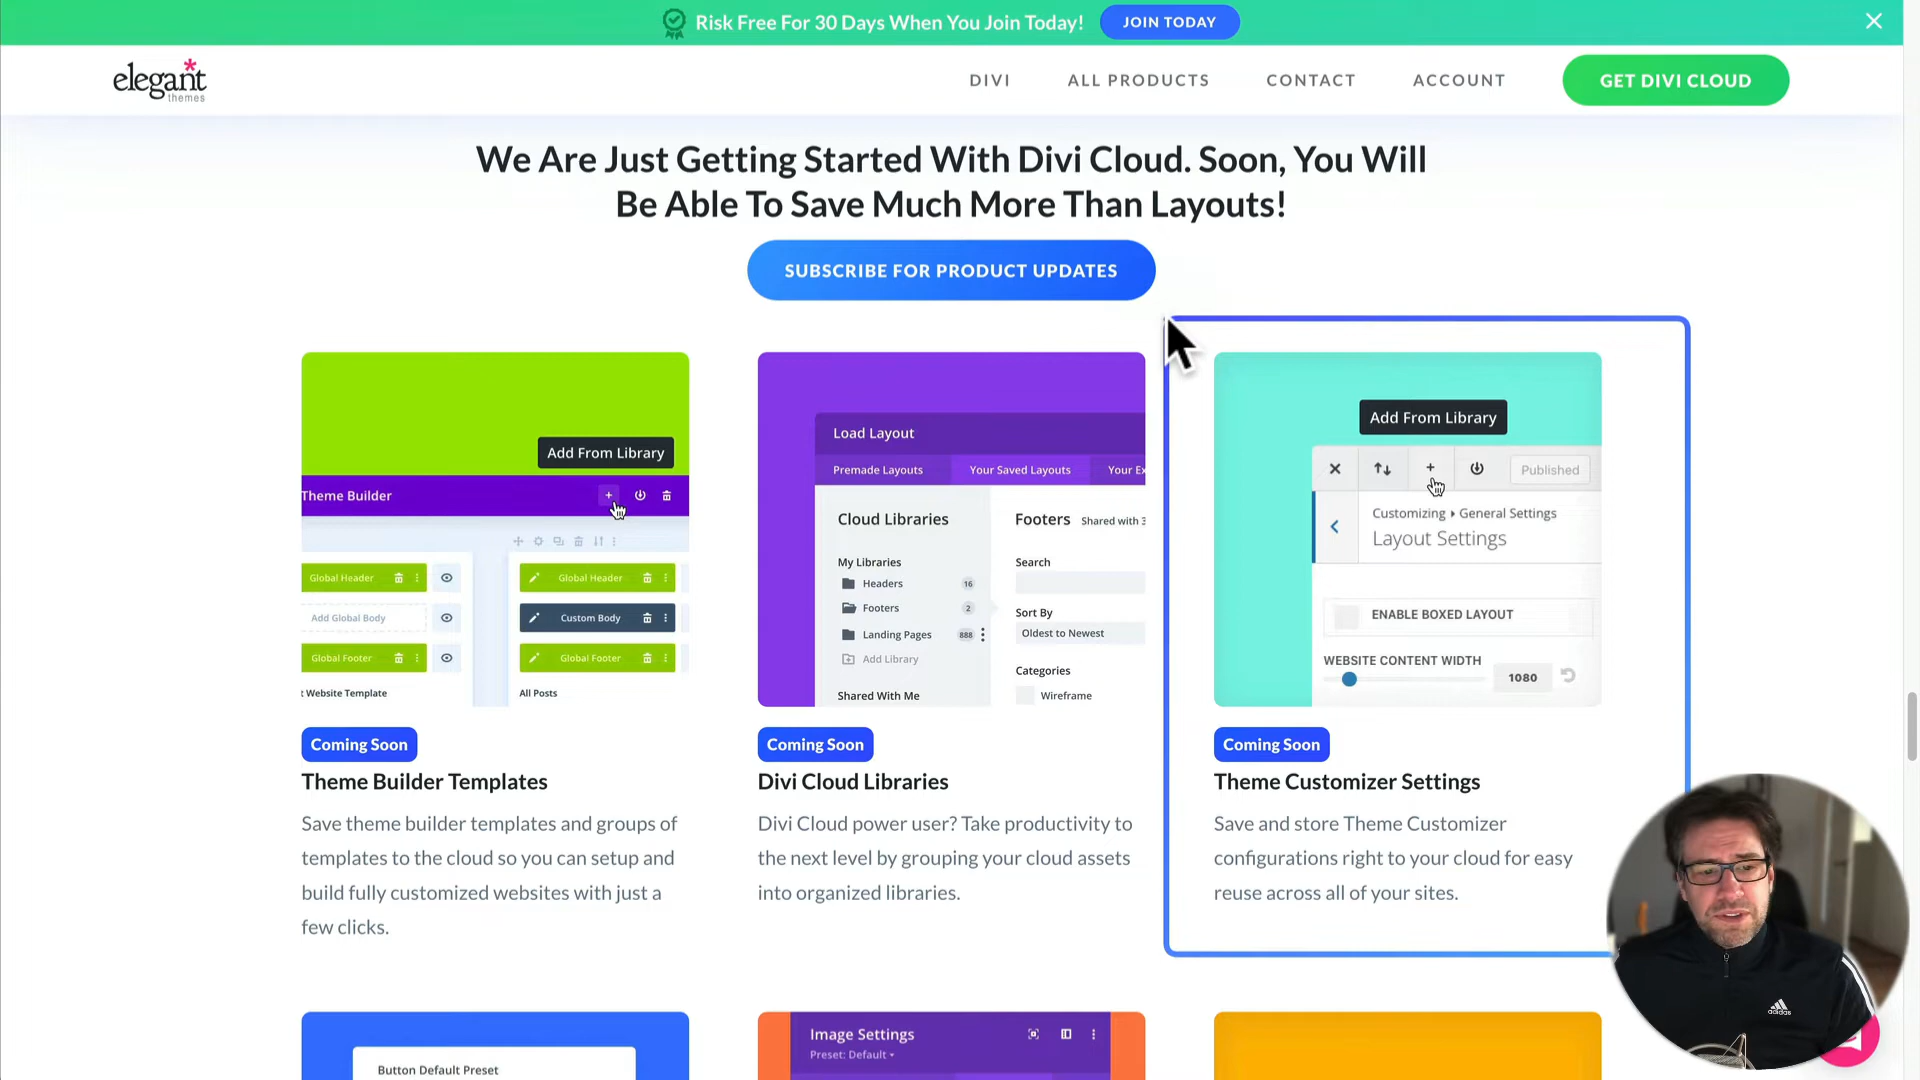 Risk Free For 30 Days When You Join Today!
JOIN TODAY
elegant
themes
DIVI
ALL PRODUCTS
CONTACT
ACCOUNT
GET DIVI CLOUD
We Are Just Getting Started With Divi Cloud. Soon, You Will
Be Able To Save Much More Than Layouts!
SUBSCRIBE FOR PRODUCT UPDATES
Add From Library
Theme Builder
Global Header
Global Header
Add Global Body
Custom Body
Global Footer
Global Footer
t Website Template
All Posts
Coming Soon
Theme Builder Templates
Save theme builder templates and groups of
templates to the cloud so you can setup and
build fully customized websites with just a
few clicks.
Load Layout
Premade Layouts
Your Saved Layouts
Your Ex
Cloud Libraries
Footers
Shared with 3
My Libraries
Search
Headers
16
Footers
2
Sort By
Landing Pages
888
Oldest to Newest
Add Library
Categories
Shared With Me
Wireframe
Coming Soon
Divi Cloud Libraries
Divi Cloud power user? Take productivity to
the next level by grouping your cloud assets
into organized libraries.
Add From Library
Published
Customizing
General Settings
Layout Settings
ENABLE BOXED LAYOUT
WEBSITE CONTENT WIDTH
1080
Coming Soon
Theme Customizer Settings
Save and store Theme Customizer
configurations right to your cloud for easy
reuse across all of your sites.
Button Default Preset
Image Settings
Preset: Default
adidas